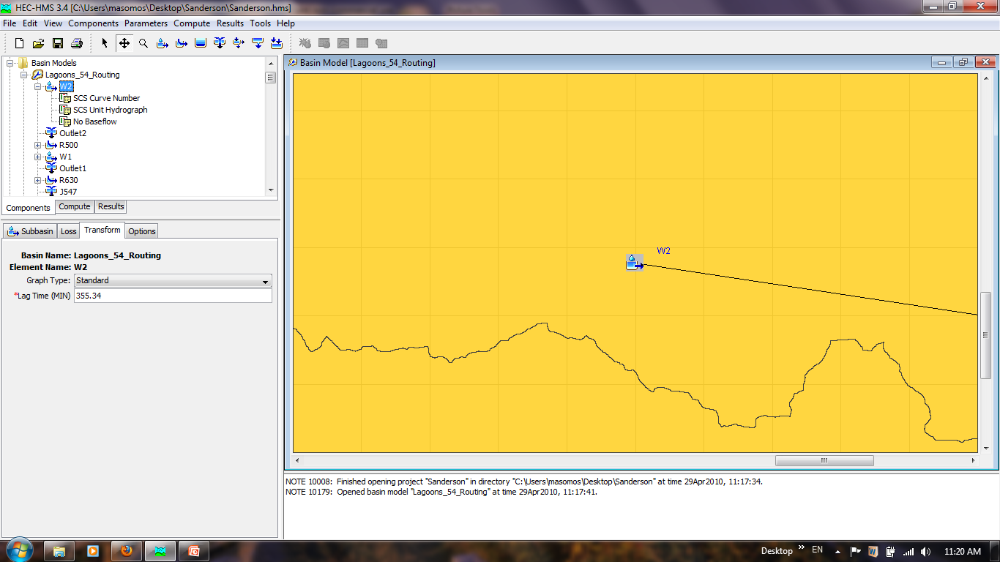 HEC-HMS 3.4 [C:\Users\masomos\Desktop\Sanderson\Sanderson.hms]
File Edit View Components Parameters Compute Results Tools Help
Basin Models
Lagoons_54_Routing
W2
SCS Curve Number
SCS Unit Hydrograph
No Baseflow
Outlet2
R500
W1
Outlet1
R630
J547
Components Compute Results
Subbasin Loss Transform Options
Basin Name: Lagoons_54_Routing
Element Name: W2
Graph Type: Standard
*Lag Time (MIN) 355.34
Basin Model [Lagoons_54_Routing]
W2
NOTE 10008: Finished opening project "Sanderson" in directory "C:\Users\masomos\Desktop\Sanderson" at time 29Apr2010, 11:17:34.
NOTE 10179: Opened basin model "Lagoons_54_Routing" at time 29Apr2010, 11:17:41.
Desktop » EN 11:20 AM